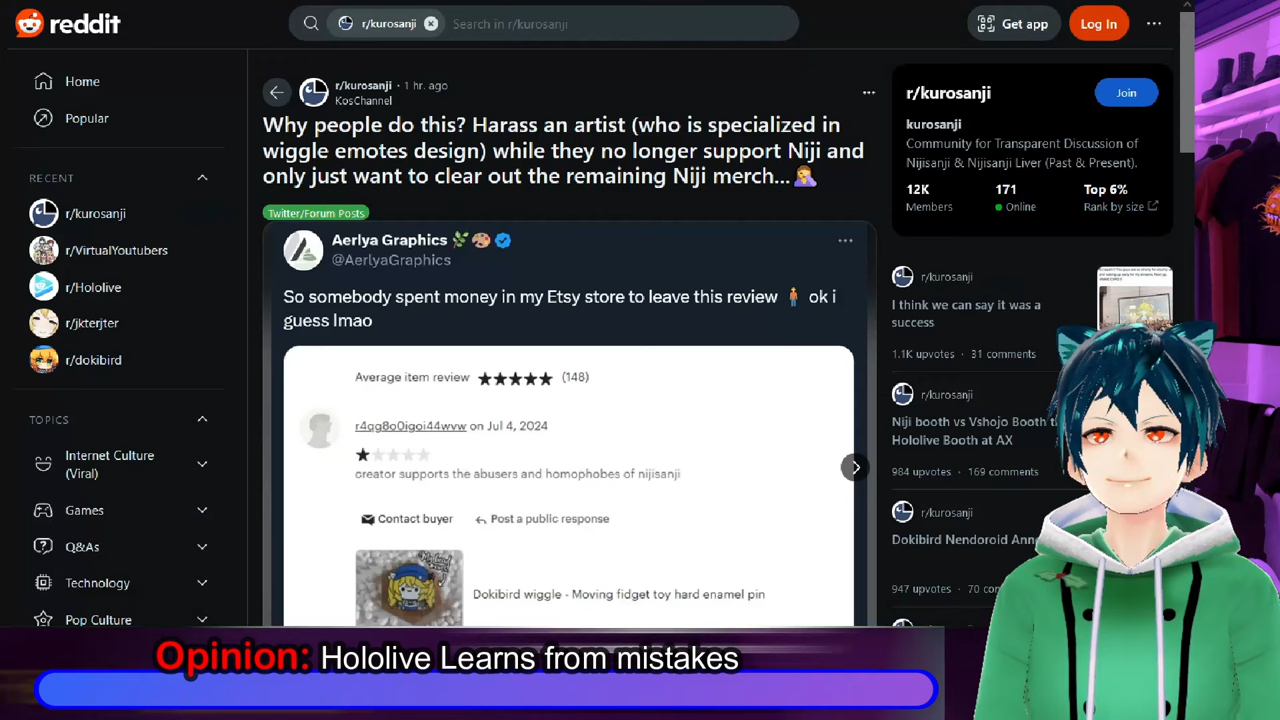 reddit
r/kurosanji
Search in r/kurosanji
Get app
Log In
Home
Popular
RECENT
r/kurosanji
r/VirtualYoutubers
r/Hololive
r/jkterjter
r/dokibird
TOPICS
Internet Culture
(Viral)
Games
Q&As
Technology
Pop Culture
r/kurosanji • 1 hr. ago
KosChannel
Why people do this? Harass an artist (who is specialized in
wiggle emotes design) while they no longer support Niji and
only just want to clear out the remaining Niji merch...
Twitter/Forum Posts
Aerlya Graphics
@AerlyaGraphics
So somebody spent money in my Etsy store to leave this review ok i
guess lmao
Average item review ★★★★★ (148)
r4qg8o0igoi44wvw on Jul 4, 2024
creator supports the abusers and homophobes of nijisanji
Contact buyer
Post a public response
Dokibird wiggle - Moving fidget toy hard enamel pin
r/kurosanji
Join
kurosanji
Community for Transparent Discussion of
Nijisanji & Nijisanji Liver (Past & Present).
12K 171 Top 6%
Members Online Rank by size
r/kurosanji
I think we can say it was a
success
1.1K upvotes • 31 comments
r/kurosanji
Niji booth vs Vshojo Booth
Hololive Booth at AX
984 upvotes • 169 comments
r/kurosanji
Dokibird Nendoroid
947 upvotes • 70
r/kurosanji
Opinion: Hololive Learns from mistakes